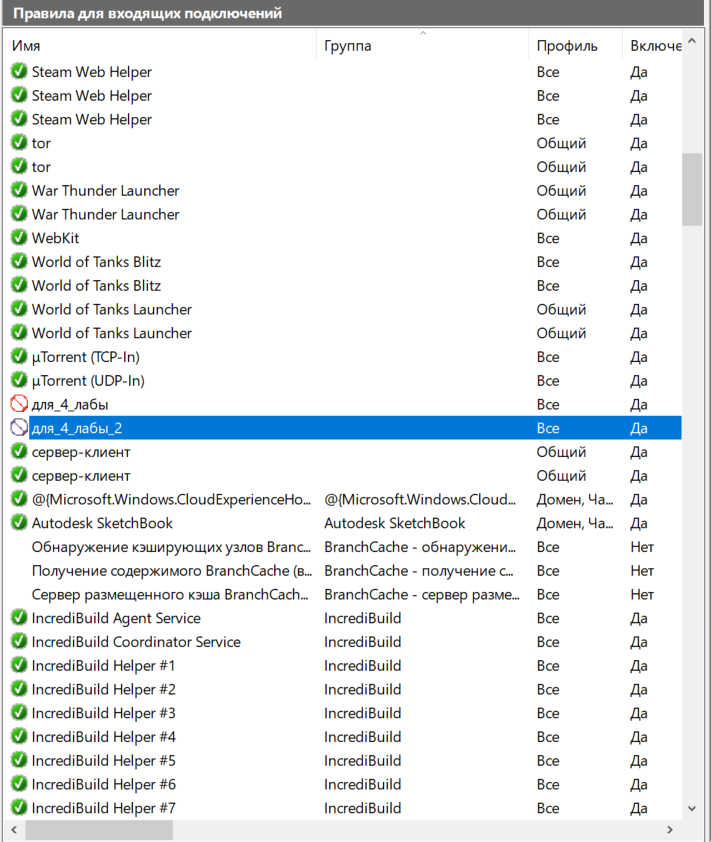 Правила для входящих подключений
Имя Группа Профиль Включе
Steam Web Helper Все Да
Steam Web Helper Все Да
Steam Web Helper Все Да
tor Общий Да
tor Общий Да
War Thunder Launcher Общий Да
War Thunder Launcher Общий Да
WebKit Все Да
World of Tanks Blitz Все Да
World of Tanks Blitz Все Да
World of Tanks Launcher Общий Да
World of Tanks Launcher Общий Да
µTorrent (TCP-In) Все Да
µTorrent (UDP-In) Все Да
для_4_лабы Все Да
для_4_лабы_2 Все Да
сервер-клиент Общий Да
сервер-клиент Общий Да
@{Microsoft.Windows.CloudExperienceHo... @{Microsoft.Windows.Cloud... Домен, Ча... Да
Autodesk SketchBook Autodesk SketchBook Домен, Ча... Да
Обнаружение кэширующих узлов Branc... BranchCache - обнаружени... Все Нет
Получение содержимого BranchCache (в... BranchCache - получение с... Все Нет
Сервер размещенного кэша BranchCach... BranchCache - сервер разме... Все Нет
IncrediBuild Agent Service IncrediBuild Все Да
IncrediBuild Coordinator Service IncrediBuild Все Да
IncrediBuild Helper #1 IncrediBuild Все Да
IncrediBuild Helper #2 IncrediBuild Все Да
IncrediBuild Helper #3 IncrediBuild Все Да
IncrediBuild Helper #4 IncrediBuild Все Да
IncrediBuild Helper #5 IncrediBuild Все Да
IncrediBuild Helper #6 IncrediBuild Все Да
IncrediBuild Helper #7 IncrediBuild Все Да